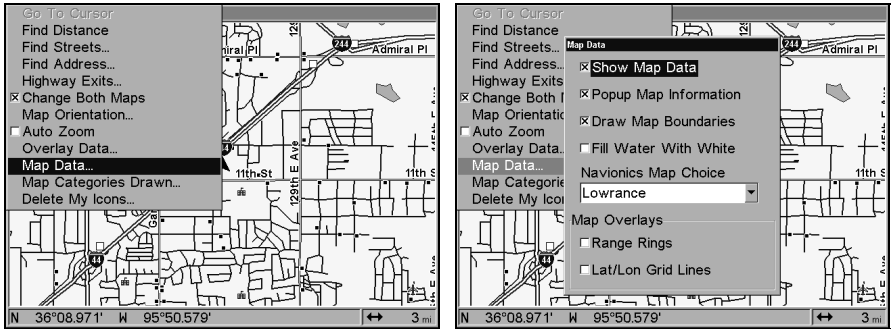 Go To Cursor
Find Distance
Find Streets...
Find Address...
Highway Exits...
Change Both Maps
Map Orientation...
Auto Zoom
Overlay Data...
Map Data...
Map Categories Drawn...
Delete My Icons...
129
244
Admiral Pl
44
11th St
129th E Ave
44
N 36°08.971' W 95°50.579' 3 mi
Go To Cursor
Find Distance
Find Streets...
Find Address...
Highway Exits
Change Both
Map Orientatio
Auto Zoom
Overlay Data..
Map Data...
Map Categorie
Delete My Icon
129
244
Admiral Pl
11th S
44
Map Data
Show Map Data
Popup Map Information
Draw Map Boundaries
Fill Water With White
Navionics Map Choice
Lowrance
Map Overlays
Range Rings
Lat/Lon Grid Lines
N 36°08.971' W 95°50.579' 3 mi